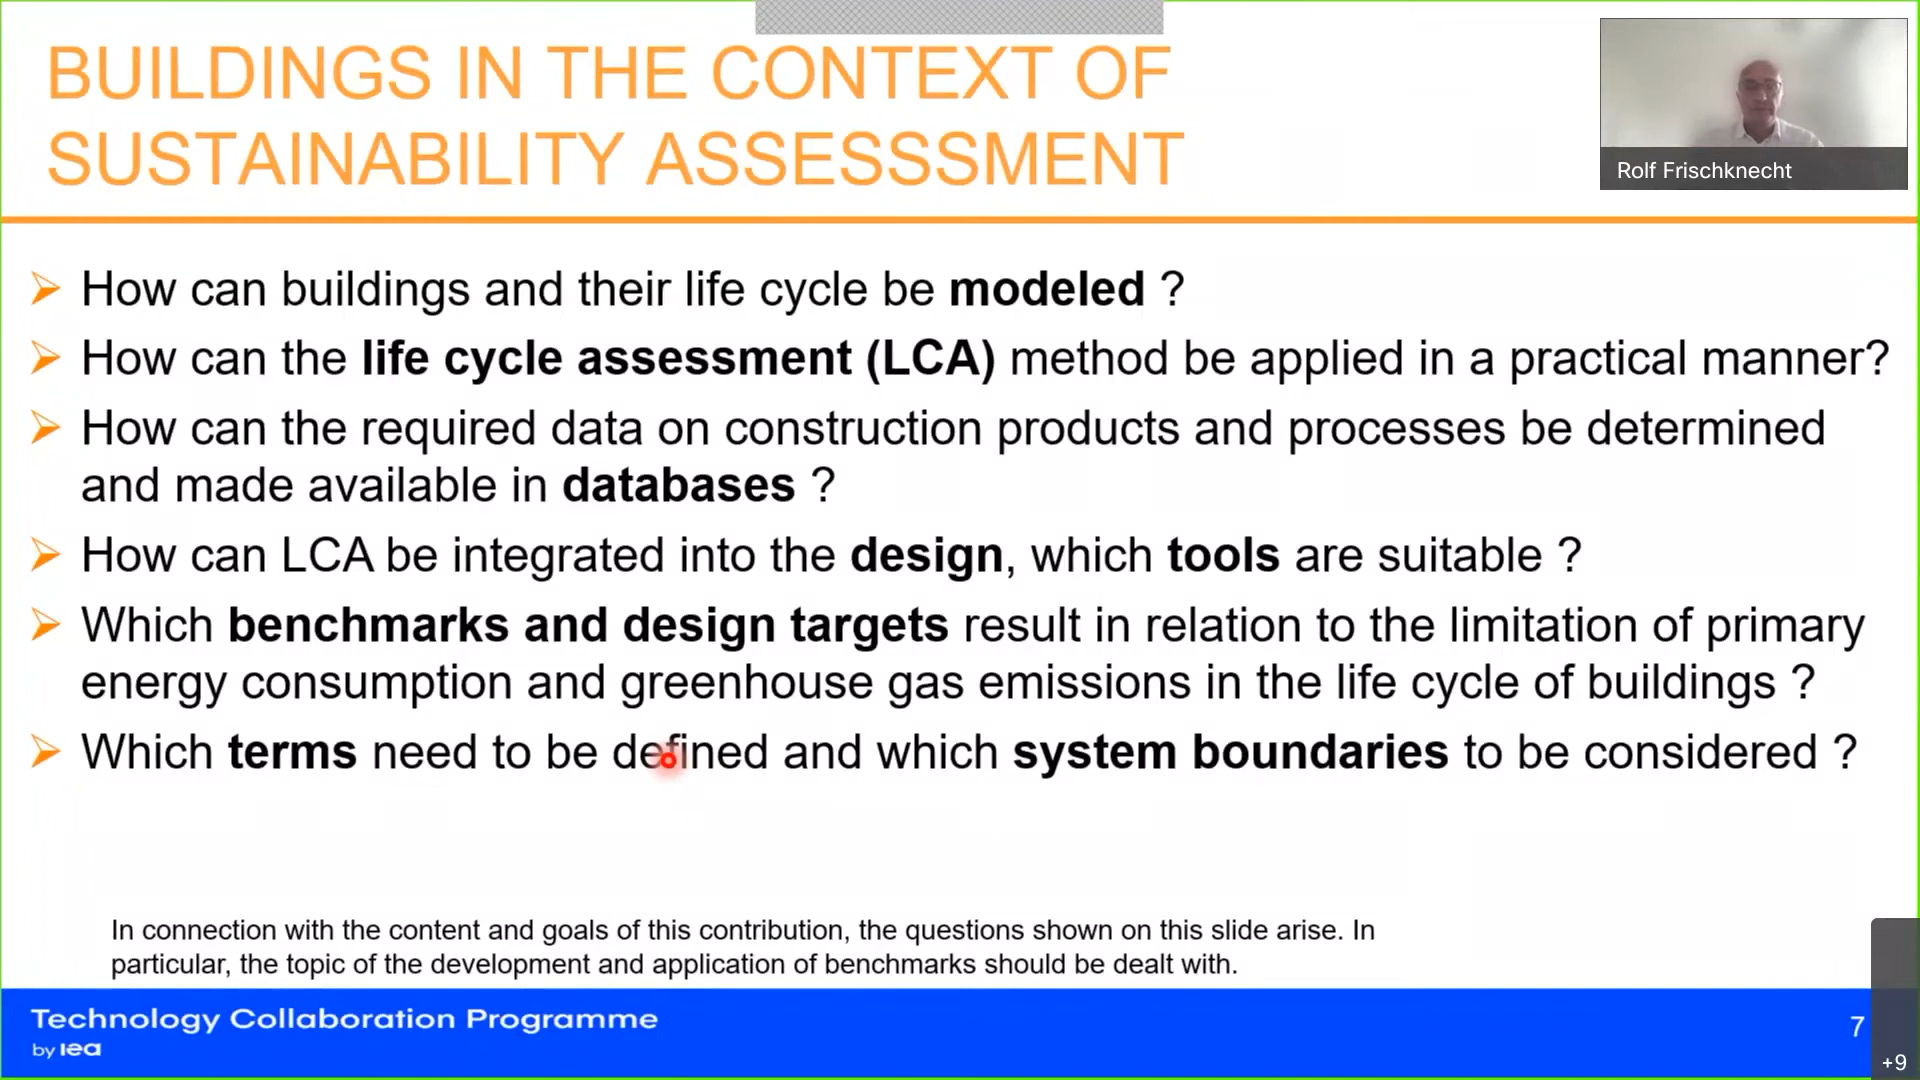 BUILDINGS IN THE CONTEXT OF
SUSTAINABILITY ASSESSSMENT
Rolf Frischknecht
How can buildings and their life cycle be modeled ?
How can the life cycle assessment (LCA) method be applied in a practical manner?
How can the required data on construction products and processes be determined
and made available in databases ?
How can LCA be integrated into the design, which tools are suitable ?
Which benchmarks and design targets result in relation to the limitation of primary
energy consumption and greenhouse gas emissions in the life cycle of buildings ?
Which terms need to be defined and which system boundaries to be considered ?
In connection with the content and goals of this contribution, the questions shown on this slide arise. In
particular, the topic of the development and application of benchmarks should be dealt with.
Technology Collaboration Programme
by iea
7
+9